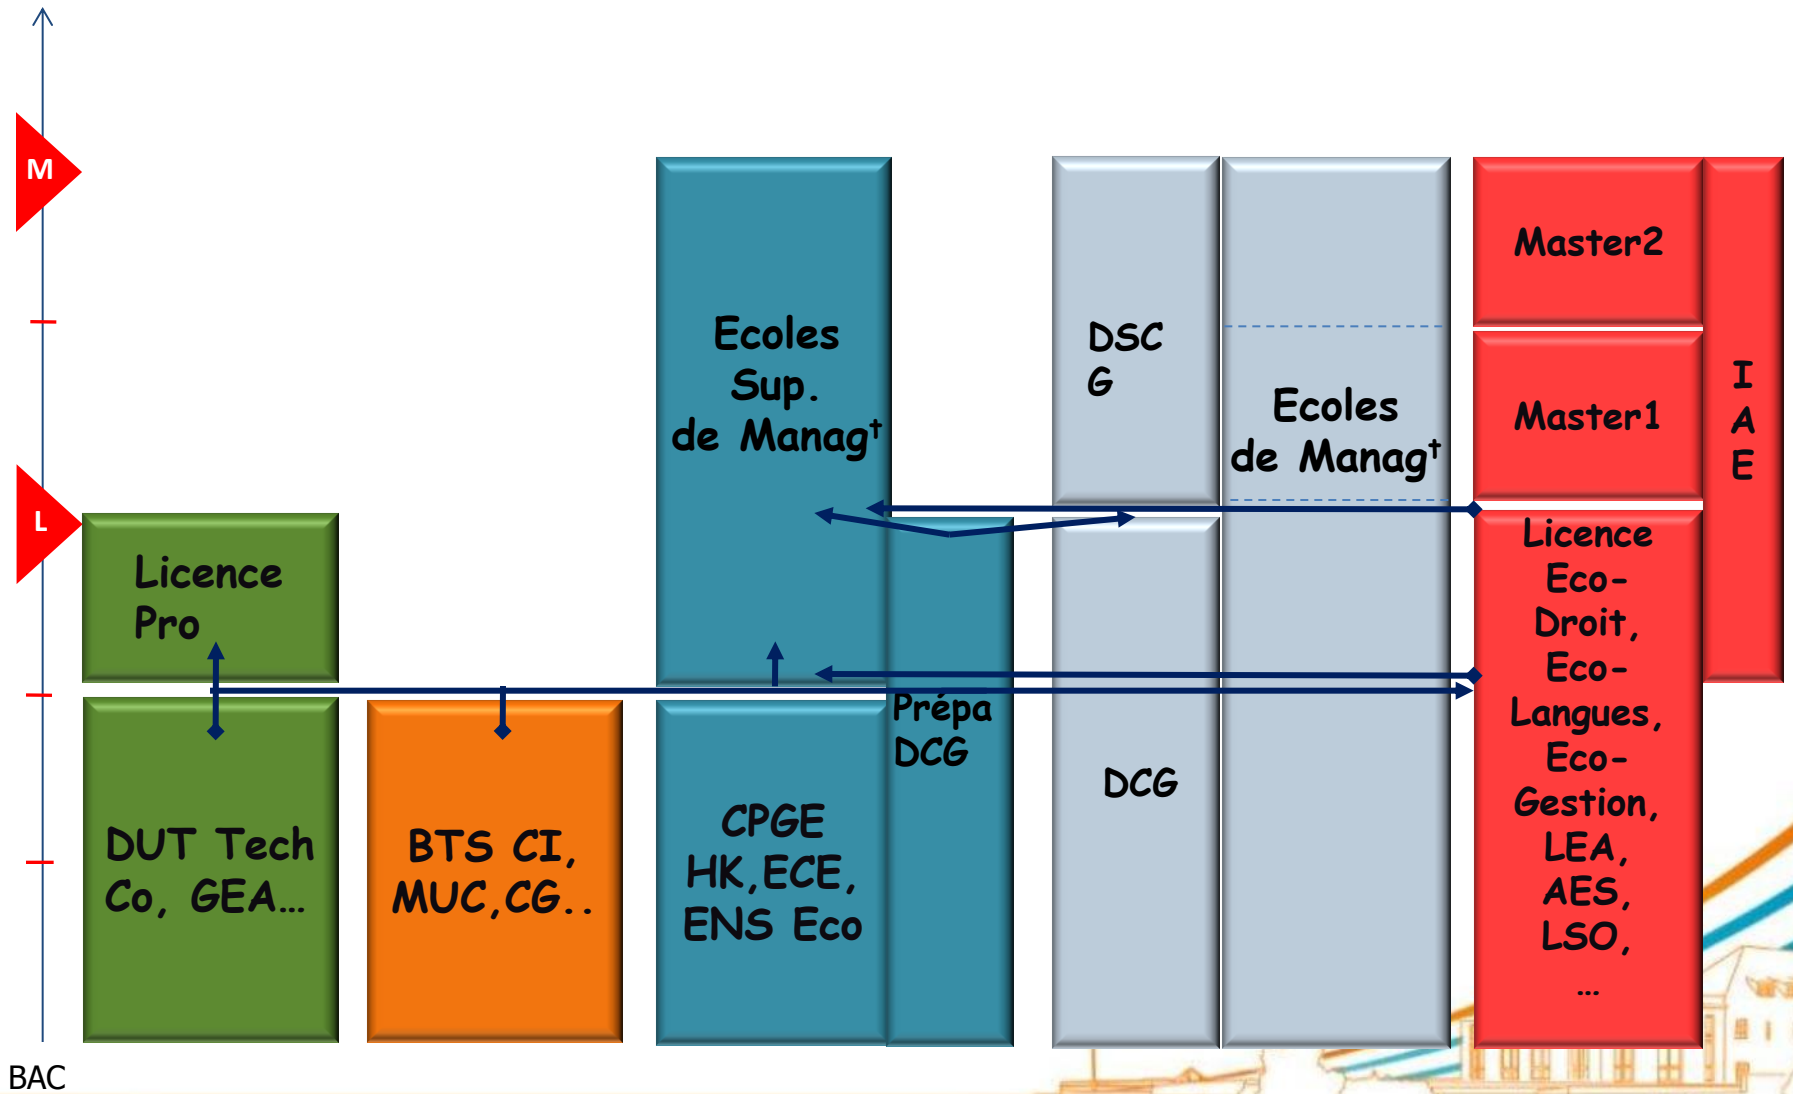 M
L
BAC
Licence
Pro
DUT Tech
Co, GEA...
BTS CI,
MUC,CG..
Ecoles
Sup.
de Managt
CPGE
HK,ECE,
ENS Eco
Prépa
DCG
DSC
G
DCG
Ecoles
de Managt
Master2
Master1
Licence
Eco-
Droit,
Eco-
Langues,
Eco-
Gestion,
LEA,
AES,
LSO,
...
I
A
E